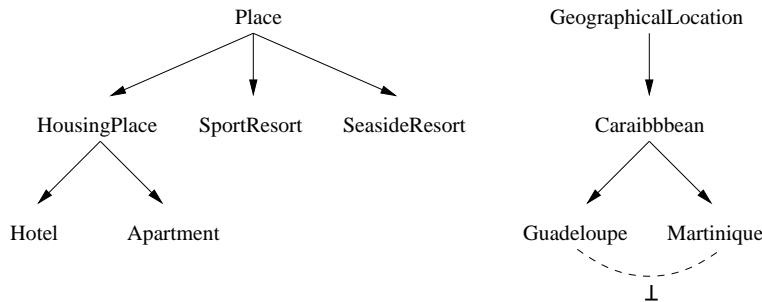 Place
GeographicalLocation
HousingPlace SportResort SeasideResort
Caraibbbean
Hotel Apartment
Guadeloupe Martinique
⊥